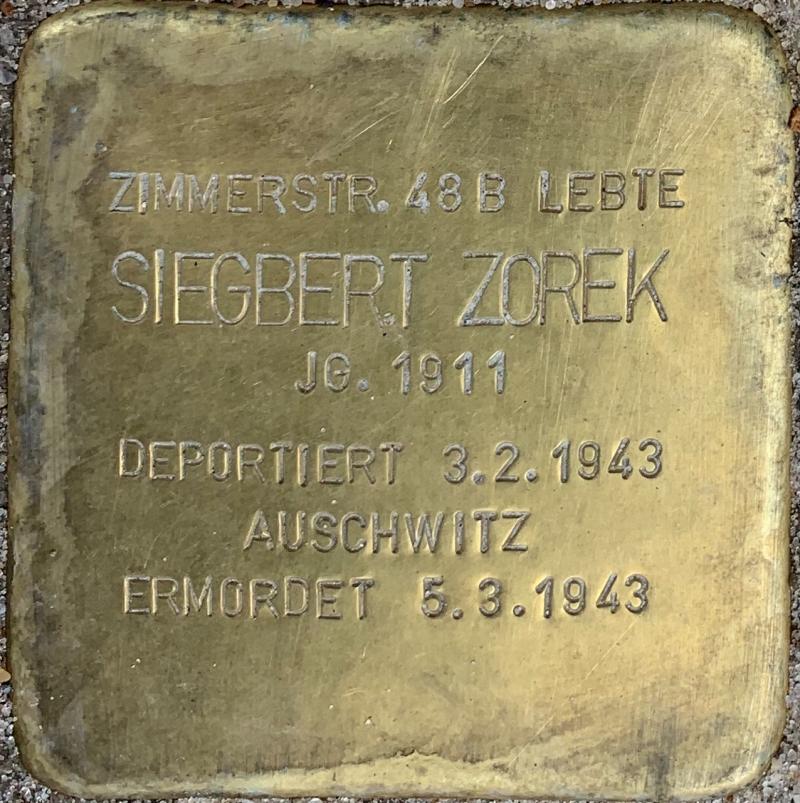 ZIMMERSTR. 48 B LEBTE
SIEGBERT ZOREK
JG. 1911
DEPORTIERT 3.2.1943
AUSCHWITZ
ERMORDET 5.3.1943